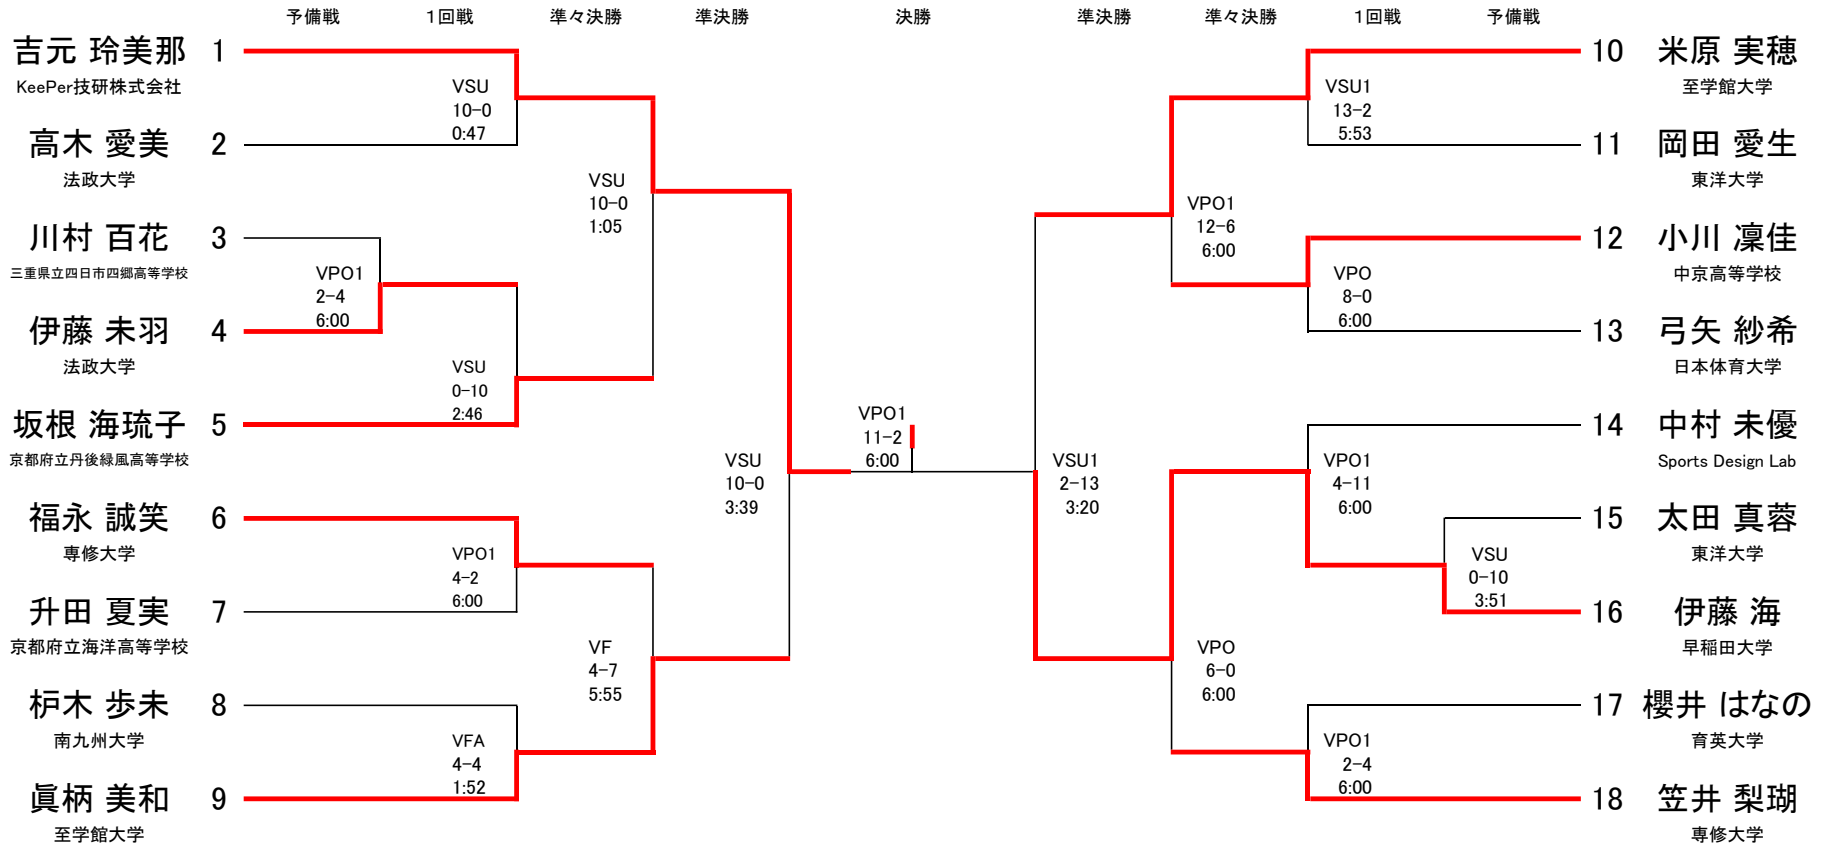 予備戦 1回戦 準々決勝 準決勝 決勝 準決勝 準々決勝 1回戦 予備戦
吉元 玲美那 1
KeePer技研株式会社
VSU
10-0
0:47
高木 愛美 2
法政大学
VSU
10-0
1:05
川村 百花 3
三重県立四日市四郷高等学校
VPO1
2-4
6:00
伊藤 未羽 4
法政大学
VSU
0-10
2:46
坂根 海琉子 5
京都府立丹後緑風高等学校
VSU
10-0
3:39
福永 誠笑 6
専修大学
VPO1
4-2
6:00
升田 夏実 7
京都府立海洋高等学校
VF
4-7
5:55
枦木 歩未 8
南九州大学
VFA
4-4
1:52
眞柄 美和 9
至学館大学
VPO1
11-2
6:00
10 米原 実穂
至学館大学
VSU1
13-2
5:53
11 岡田 愛生
東洋大学
VPO1
12-6
6:00
12 小川 凜佳
中京高等学校
VPO
8-0
6:00
13 弓矢 紗希
日本体育大学
VSU1
2-13
3:20
14 中村 未優
Sports Design Lab
VPO1
4-11
6:00
15 太田 真蓉
東洋大学
VSU
0-10
3:51
16 伊藤 海
早稲田大学
VPO
6-0
6:00
17 櫻井 はなの
育英大学
VPO1
2-4
6:00
18 笠井 梨瑚
専修大学